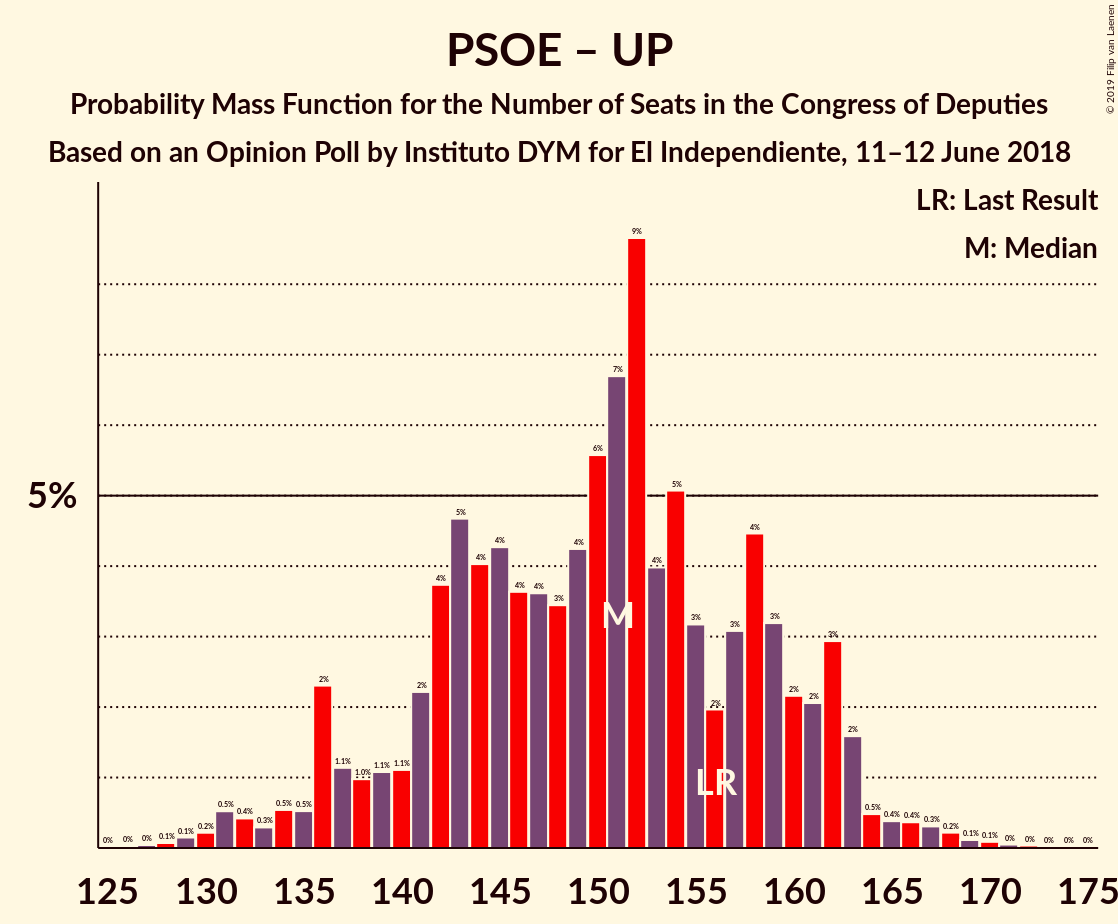 PSOE – UP
Probability Mass Function for the Number of Seats in the Congress of Deputies
Based on an Opinion Poll by Instituto DYM for El Independiente, 11–12 June 2018
© 2019 Filip van Laenen
LR: Last Result
M: Median
5%
0% 0% 0% 0.1% 0.1% 0.2% 0.5% 0.4% 0.3% 0.5% 0.5% 2% 1.1% 1.0% 1.1% 1.1% 2% 4% 5% 4% 4% 4% 4% 3% 4% 6% 7% 9% 4% 5% 3% 2% 3% 4% 3% 2% 2% 3% 2% 0.5% 0.4% 0.4% 0.3% 0.2% 0.1% 0.1% 0% 0% 0% 0% 0%
M
LR
125 130 135 140 145 150 155 160 165 170 175